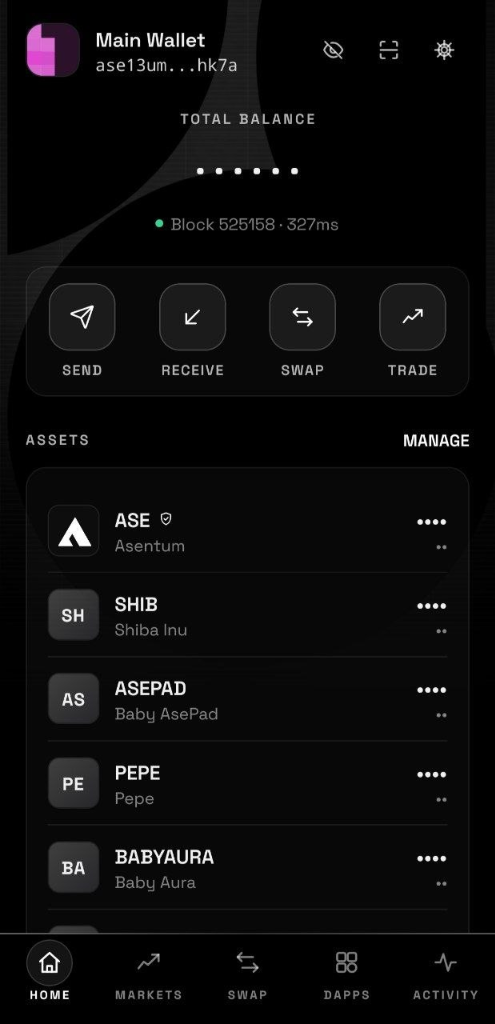 Main Wallet
ase13um...hk7a
TOTAL BALANCE
••••••
Block 525158 · 327ms
SEND
RECEIVE
SWAP
TRADE
ASSETS
MANAGE
ASE
••••
Asentum
••
SH
SHIB
••••
Shiba Inu
••
AS
ASEPAD
••••
Baby AsePad
••
PE
PEPE
••••
Pepe
••
BA
BABYAURA
••••
Baby Aura
••
HOME
MARKETS
SWAP
DAPPS
ACTIVITY